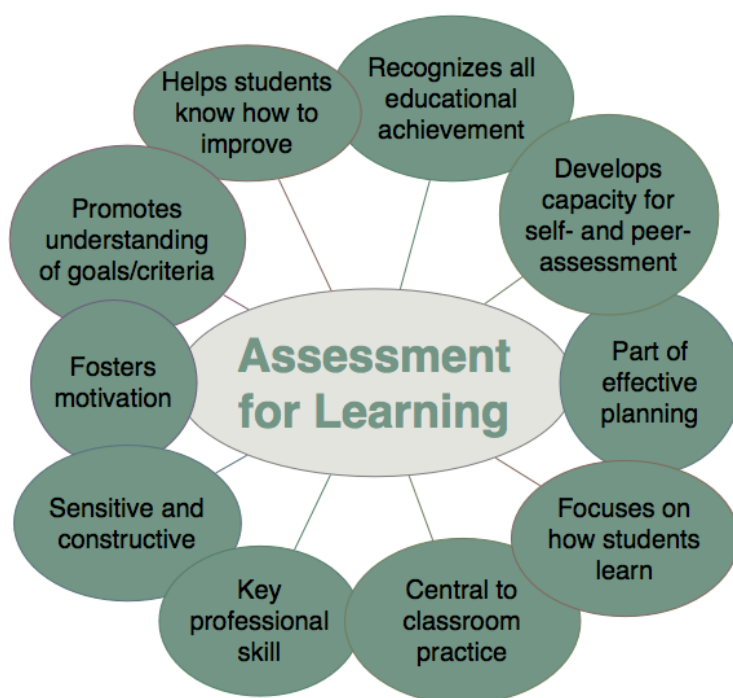 Recognizes all
educational
achievement
Develops
capacity for
self- and peer-
assessment
Part of
effective
planning
Focuses on
how students
learn
Central to
classroom
practice
Key
professional
skill
Sensitive and
constructive
Fosters
motivation
Promotes
understanding
of goals/criteria
Helps students
know how to
improve
Assessment
for Learning